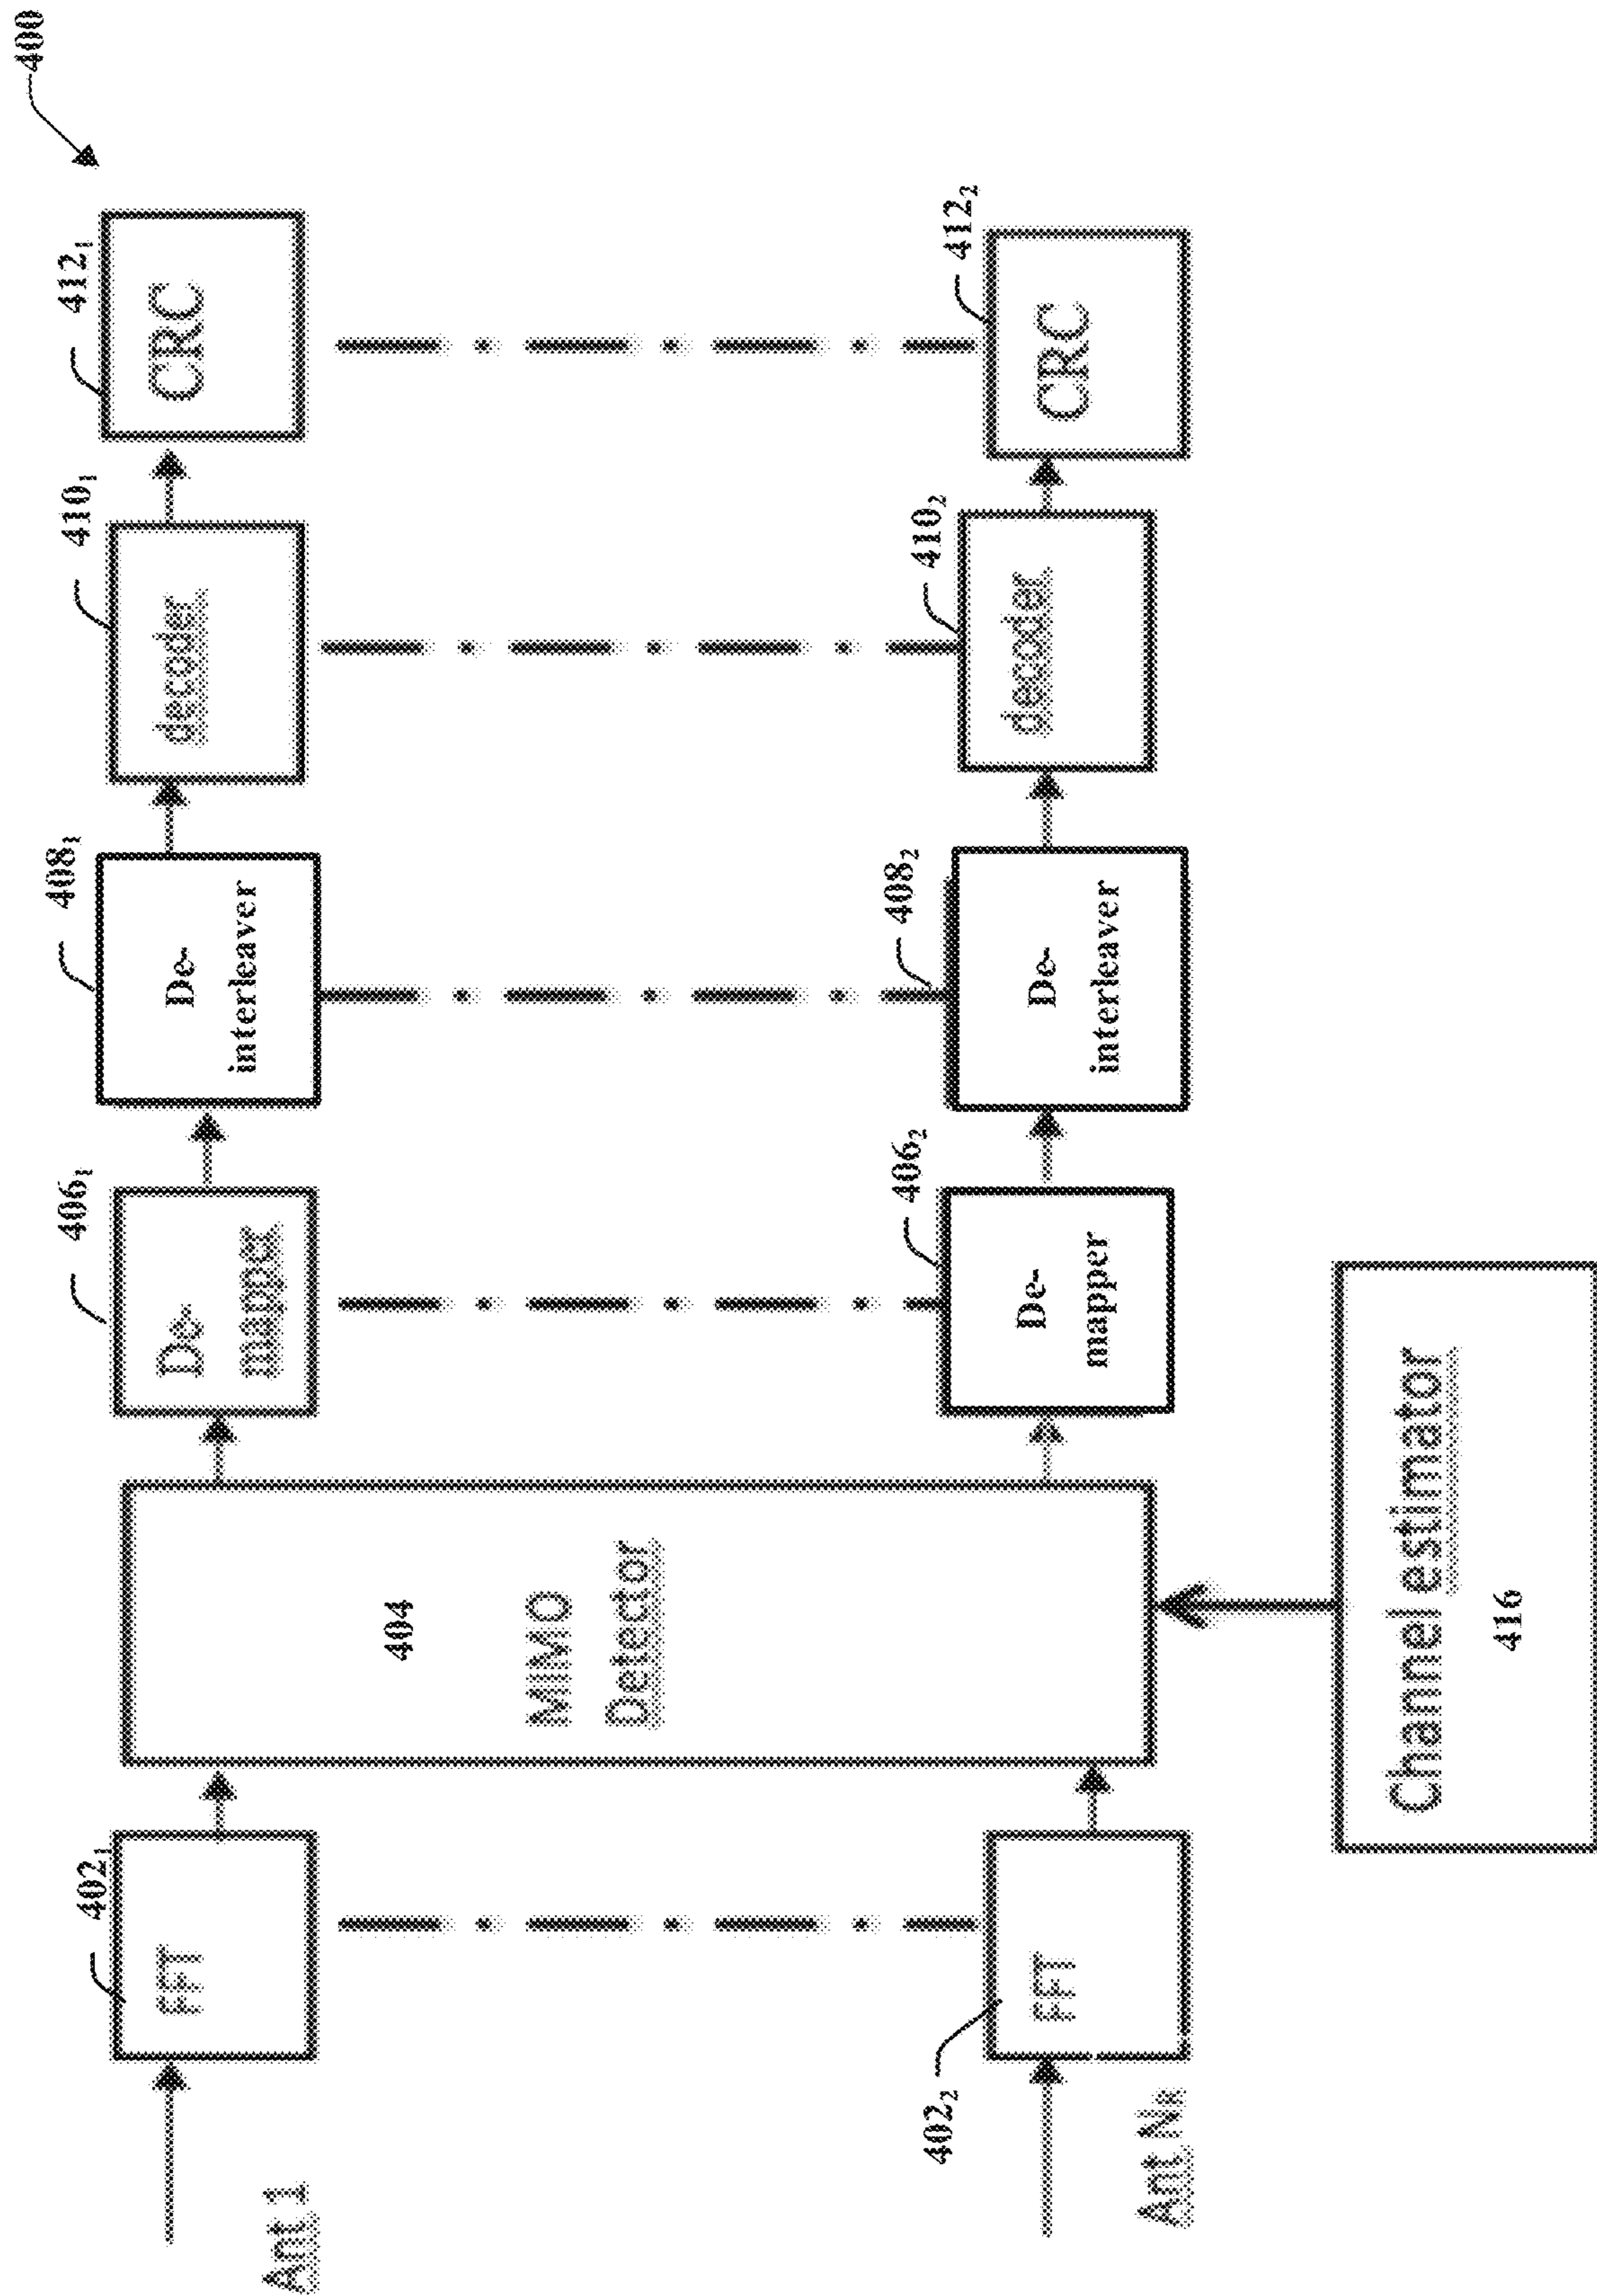 400
Ant 1
402₁
FFT
404
MIMO
Detector
406₁
De-
mapper
408₁
De-
interleaver
410₁
decoder
412₁
CRC
Ant NR
402₂
FFT
406₂
De-
mapper
408₂
De-
interleaver
410₂
decoder
412₂
CRC
Channel estimator
416